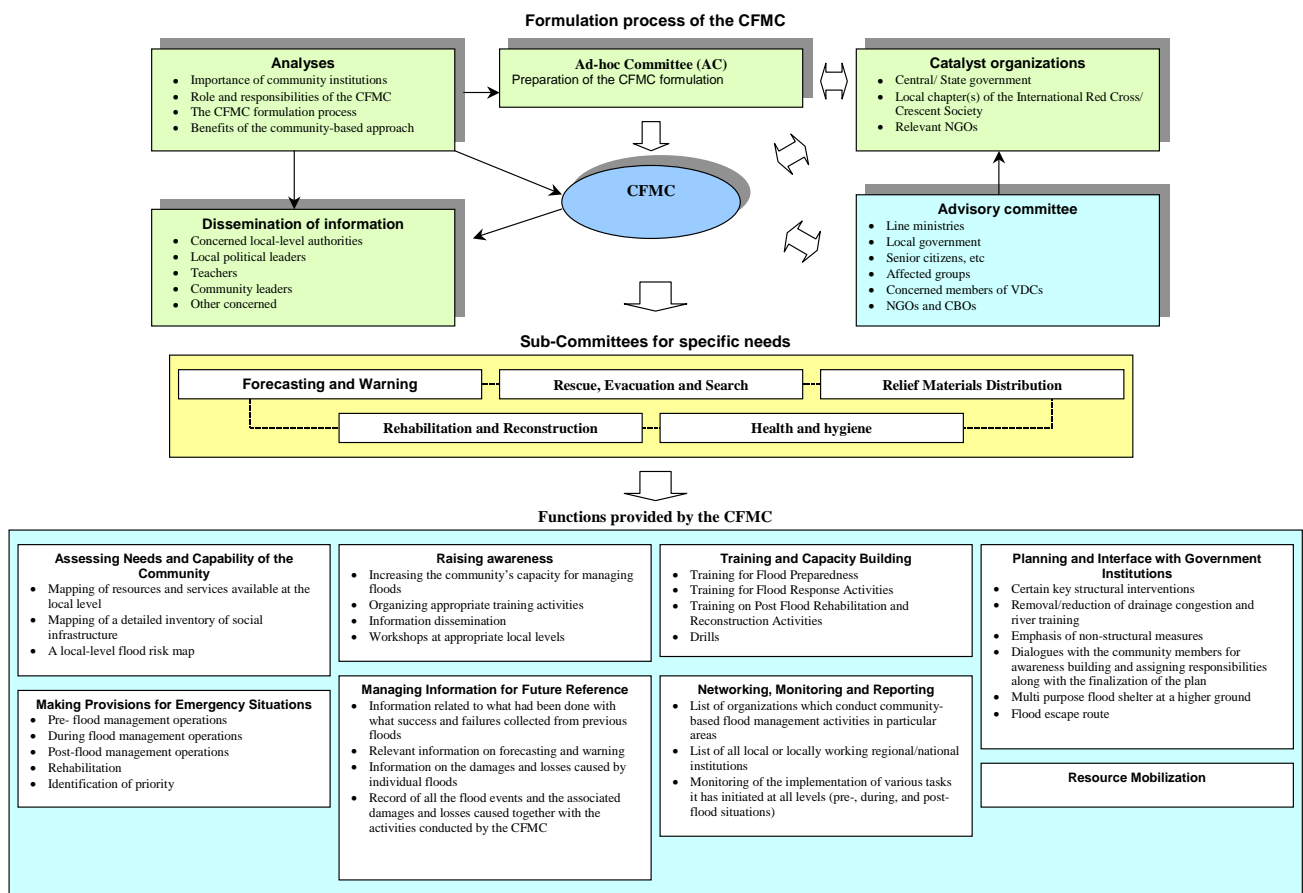 Formulation process of the CFMC
Analyses
• Importance of community institutions
• Role and responsibilities of the CFMC
• The CFMC formulation process
• Benefits of the community-based approach
Ad-hoc Committee (AC)
Preparation of the CFMC formulation
Catalyst organizations
• Central/ State government
• Local chapter(s) of the International Red Cross/
Crescent Society
• Relevant NGOs
CFMC
Dissemination of information
• Concerned local-level authorities
• Local political leaders
• Teachers
• Community leaders
• Other concerned
Advisory committee
• Line ministries
• Local government
• Senior citizens, etc
• Affected groups
• Concerned members of VDCs
• NGOs and CBOs
Sub-Committees for specific needs
Forecasting and Warning
Rescue, Evacuation and Search
Relief Materials Distribution
Rehabilitation and Reconstruction
Health and hygiene
Functions provided by the CFMC
Assessing Needs and Capability of the
Community
• Mapping of resources and services available at the
local level
• Mapping of a detailed inventory of social
infrastructure
• A local-level flood risk map
Raising awareness
• Increasing the community's capacity for managing
floods
• Organizing appropriate training activities
• Information dissemination
• Workshops at appropriate local levels
Training and Capacity Building
• Training for Flood Preparedness
• Training for Flood Response Activities
• Training on Post Flood Rehabilitation and
Reconstruction Activities
• Drills
Planning and Interface with Government
Institutions
• Certain key structural interventions
• Removal/reduction of drainage congestion and
river training
• Emphasis of non-structural measures
• Dialogues with the community members for
awareness building and assigning responsibilities
along with the finalization of the plan
• Multi purpose flood shelter at a higher ground
• Flood escape route
Making Provisions for Emergency Situations
• Pre- flood management operations
• During flood management operations
• Post-flood management operations
• Rehabilitation
• Identification of priority
Managing Information for Future Reference
• Information related to what had been done with
what success and failures collected from previous
floods
• Relevant information on forecasting and warning
• Information on the damages and losses caused by
individual floods
• Record of all the flood events and the associated
damages and losses caused together with the
activities conducted by the CFMC
Networking, Monitoring and Reporting
• List of organizations which conduct community-
based flood management activities in particular
areas
• List of all local or locally working regional/national
institutions
• Monitoring of the implementation of various tasks
it has initiated at all levels (pre-, during, and post-
flood situations)
Resource Mobilization